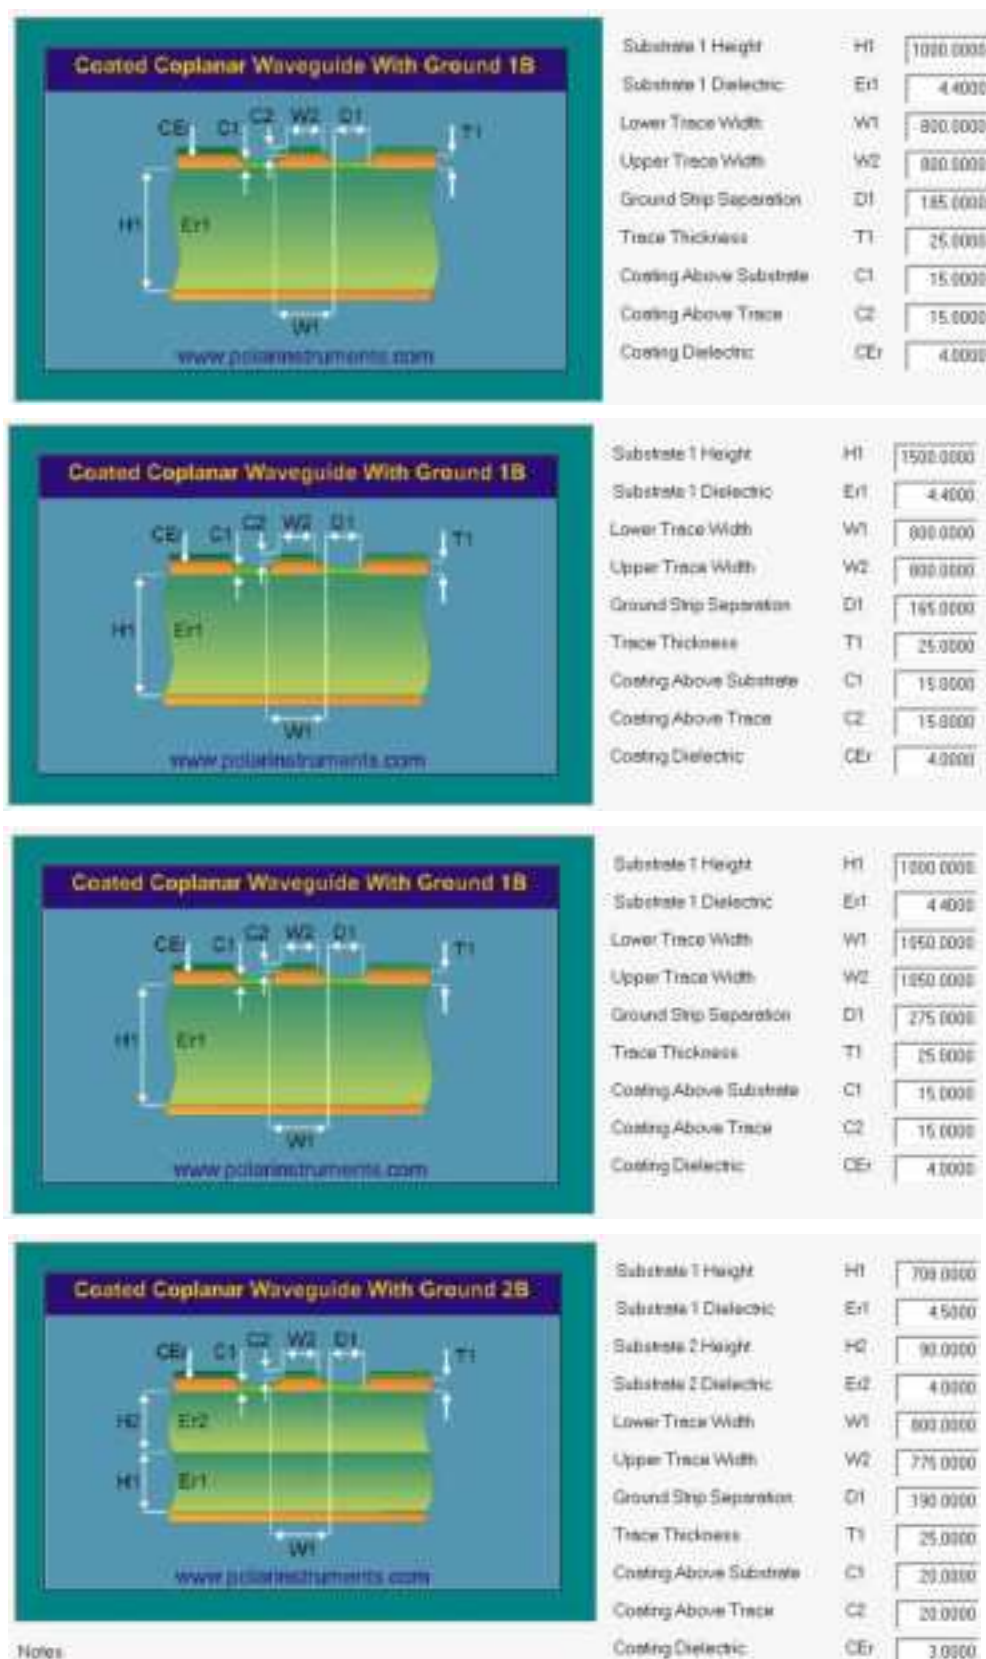 Coated Coplanar Waveguide With Ground 1B
CEr C1 C2 W2 D1 T1
H1 Er1
W1
www.polarinstruments.com
Substrate 1 Height H1 1000.0000
Substrate 1 Dielectric Er1 4.4000
Lower Trace Width W1 800.0000
Upper Trace Width W2 800.0000
Ground Strip Separation D1 185.0000
Trace Thickness T1 25.0000
Coating Above Substrate C1 15.0000
Coating Above Trace C2 15.0000
Coating Dielectric CEr 4.0000
Coated Coplanar Waveguide With Ground 1B
CEr C1 C2 W2 D1 T1
H1 Er1
W1
www.polarinstruments.com
Substrate 1 Height H1 1500.0000
Substrate 1 Dielectric Er1 4.4000
Lower Trace Width W1 800.0000
Upper Trace Width W2 800.0000
Ground Strip Separation D1 165.0000
Trace Thickness T1 25.0000
Coating Above Substrate C1 15.0000
Coating Above Trace C2 15.0000
Coating Dielectric CEr 4.0000
Coated Coplanar Waveguide With Ground 1B
CEr C1 C2 W2 D1 T1
H1 Er1
W1
www.polarinstruments.com
Substrate 1 Height H1 1000.0000
Substrate 1 Dielectric Er1 4.4000
Lower Trace Width W1 1050.0000
Upper Trace Width W2 1050.0000
Ground Strip Separation D1 275.0000
Trace Thickness T1 25.0000
Coating Above Substrate C1 15.0000
Coating Above Trace C2 15.0000
Coating Dielectric CEr 4.0000
Coated Coplanar Waveguide With Ground 2B
CEr C1 C2 W2 D1 T1
H2 Er2
H1 Er1
W1
www.polarinstruments.com
Notes
Substrate 1 Height H1 700.0000
Substrate 1 Dielectric Er1 4.5000
Substrate 2 Height H2 90.0000
Substrate 2 Dielectric Er2 4.0000
Lower Trace Width W1 800.0000
Upper Trace Width W2 775.0000
Ground Strip Separation D1 190.0000
Trace Thickness T1 25.0000
Coating Above Substrate C1 20.0000
Coating Above Trace C2 20.0000
Coating Dielectric CEr 3.0000